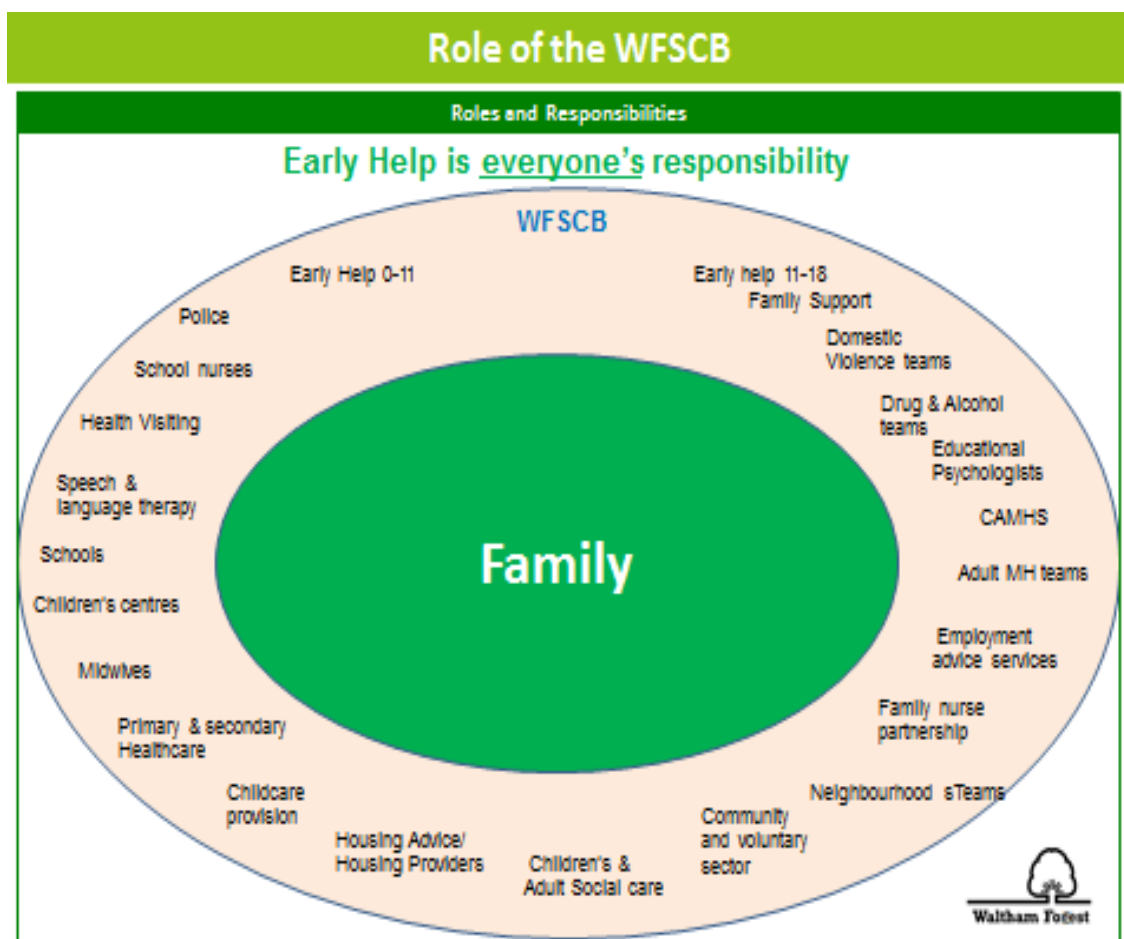 Role of the WFSCB
Roles and Responsibilities
Early Help is everyone's responsibility
WFSCB
Early Help 0-11
Early help 11-18
Family Support
Police
Domestic
Violence teams
School nurses
Drug & Alcohol
teams
Health Visiting
Educational
Psychologists
Speech &
language therapy
CAMHS
Schools
Family
Adult MH teams
Children's centres
Employment
advice services
Midwives
Family nurse
partnership
Primary & secondary
Healthcare
Neighbourhood sTeams
Childcare
provision
Community
and voluntary
sector
Housing Advice/
Housing Providers
Children's &
Adult Social care
Waltham Forest